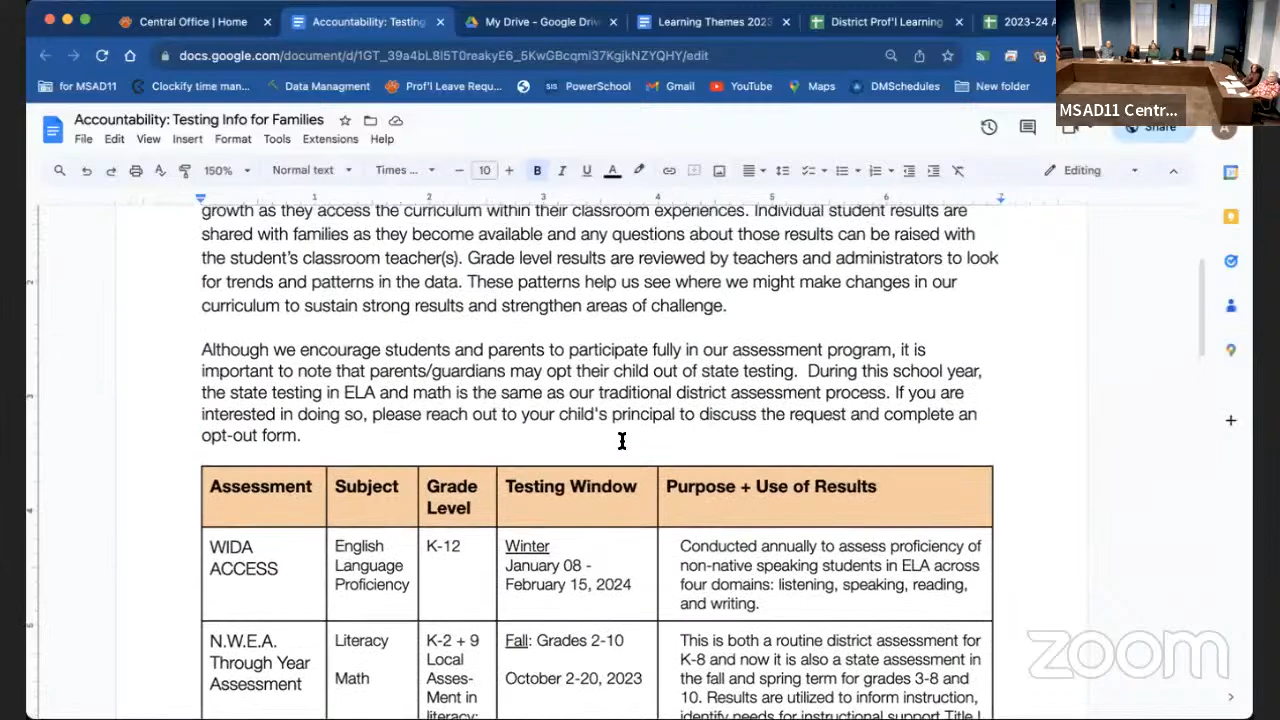 Central Office | Home
Accountability: Testing
My Drive - Google Driv
Learning Themes 2023
District Prof'l Learning
2023-24 A
docs.google.com/document/d/1GT_39a4bL8I5T0reakyE6_5KwGBcqmi37KgjkNZYQHY/edit
for MSAD11
Clockify time man...
Data Managment
Prof'l Leave Requ...
SIS PowerSchool
Gmail
YouTube
Maps
DMSchedules
New folder
MSAD11 Centr...
Accountability: Testing Info for Families
File Edit View Insert Format Tools Extensions Help
Share
A
150% Normal text Times ... 10 B I U A Editing
1 2 3 4 5 6 7
growth as they access the curriculum within their classroom experiences. Individual student results are
shared with families as they become available and any questions about those results can be raised with
the student's classroom teacher(s). Grade level results are reviewed by teachers and administrators to look
for trends and patterns in the data. These patterns help us see where we might make changes in our
curriculum to sustain strong results and strengthen areas of challenge.
Although we encourage students and parents to participate fully in our assessment program, it is
important to note that parents/guardians may opt their child out of state testing. During this school year,
the state testing in ELA and math is the same as our traditional district assessment process. If you are
interested in doing so, please reach out to your child's principal to discuss the request and complete an
opt-out form.
Assessment
Subject
Grade
Level
Testing Window
Purpose + Use of Results
WIDA
ACCESS
English
Language
Proficiency
K-12
Winter
January 08 -
February 15, 2024
Conducted annually to assess proficiency of
non-native speaking students in ELA across
four domains: listening, speaking, reading,
and writing.
N.W.E.A.
Through Year
Assessment
Literacy
Math
K-2 + 9
Local
Asses-
Ment in
literacy;
Fall: Grades 2-10
October 2-20, 2023
This is both a routine district assessment for
K-8 and now it is also a state assessment in
the fall and spring term for grades 3-8 and
10. Results are utilized to inform instruction,
identify needs for instructional support Title I
zoom